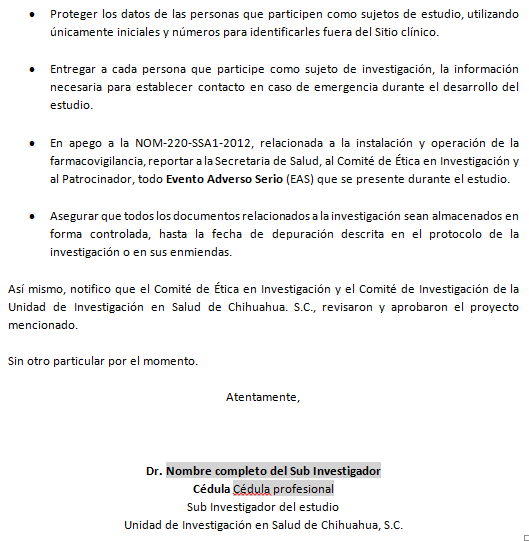 • Proteger los datos de las personas que participen como sujetos de estudio, utilizando
únicamente iniciales y números para identificarles fuera del Sitio clínico.
• Entregar a cada persona que participe como sujeto de investigación, la información
necesaria para establecer contacto en caso de emergencia durante el desarrollo del
estudio.
• En apego a la NOM-220-SSA1-2012, relacionada a la instalación y operación de la
farmacovigilancia, reportar a la Secretaria de Salud, al Comité de Ética en Investigación y
al Patrocinador, todo Evento Adverso Serio (EAS) que se presente durante el estudio.
• Asegurar que todos los documentos relacionados a la investigación sean almacenados en
forma controlada, hasta la fecha de depuración descrita en el protocolo de la
investigación o en sus enmiendas.
Así mismo, notifico que el Comité de Ética en Investigación y el Comité de Investigación de la
Unidad de Investigación en Salud de Chihuahua. S.C., revisaron y aprobaron el proyecto
mencionado.
Sin otro particular por el momento.
Atentamente,
Dr. Nombre completo del Sub Investigador
Cédula Cédula profesional
Sub Investigador del estudio
Unidad de Investigación en Salud de Chihuahua, S.C.